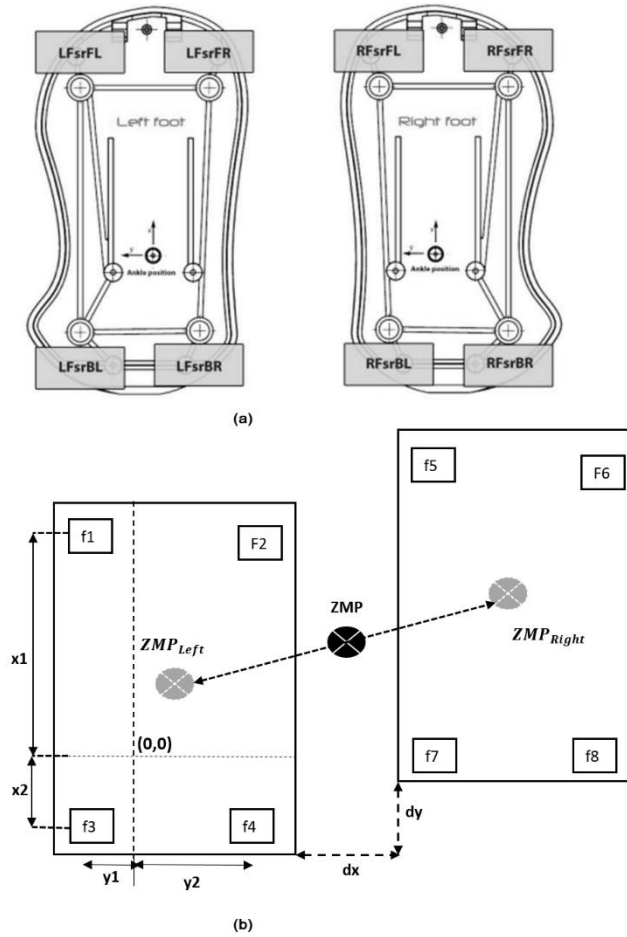 LFsrFL LFsrFR RFsrFL RFsrFR
Left foot Right foot
x x
y y
Ankle position Ankle position
LFsrBL LFsrBR RFsrBL RFsrBR
(a)
f5 F6
f1 F2
ZMP
ZMP_Left ZMP_Right
x1
(0,0)
f7 f8
x2
f3 f4
dy
y1 y2 dx
(b)